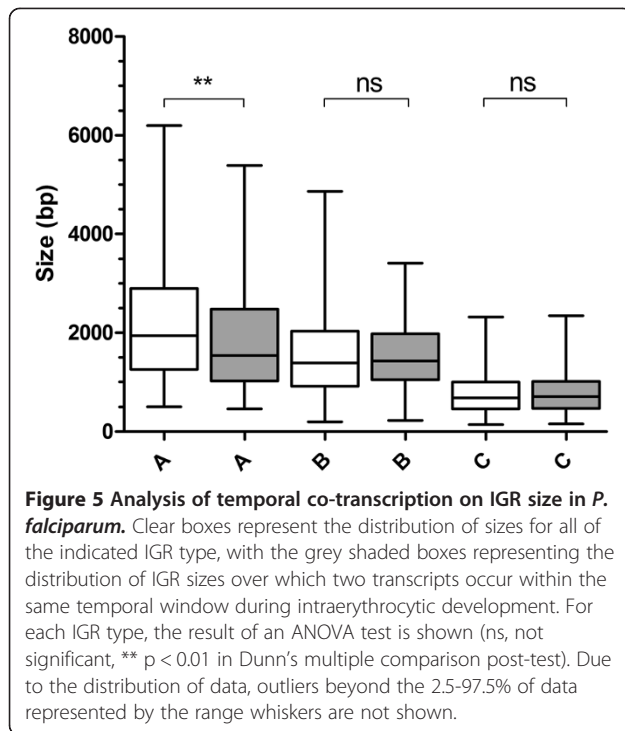 8000
6000
4000
2000
0
Size (bp)
** ns ns
A A B B C C
Figure 5 Analysis of temporal co-transcription on IGR size in P.
falciparum. Clear boxes represent the distribution of sizes for all of
the indicated IGR type, with the grey shaded boxes representing the
distribution of IGR sizes over which two transcripts occur within the
same temporal window during intraerythrocytic development. For
each IGR type, the result of an ANOVA test is shown (ns, not
significant, ** p < 0.01 in Dunn's multiple comparison post-test). Due
to the distribution of data, outliers beyond the 2.5-97.5% of data
represented by the range whiskers are not shown.